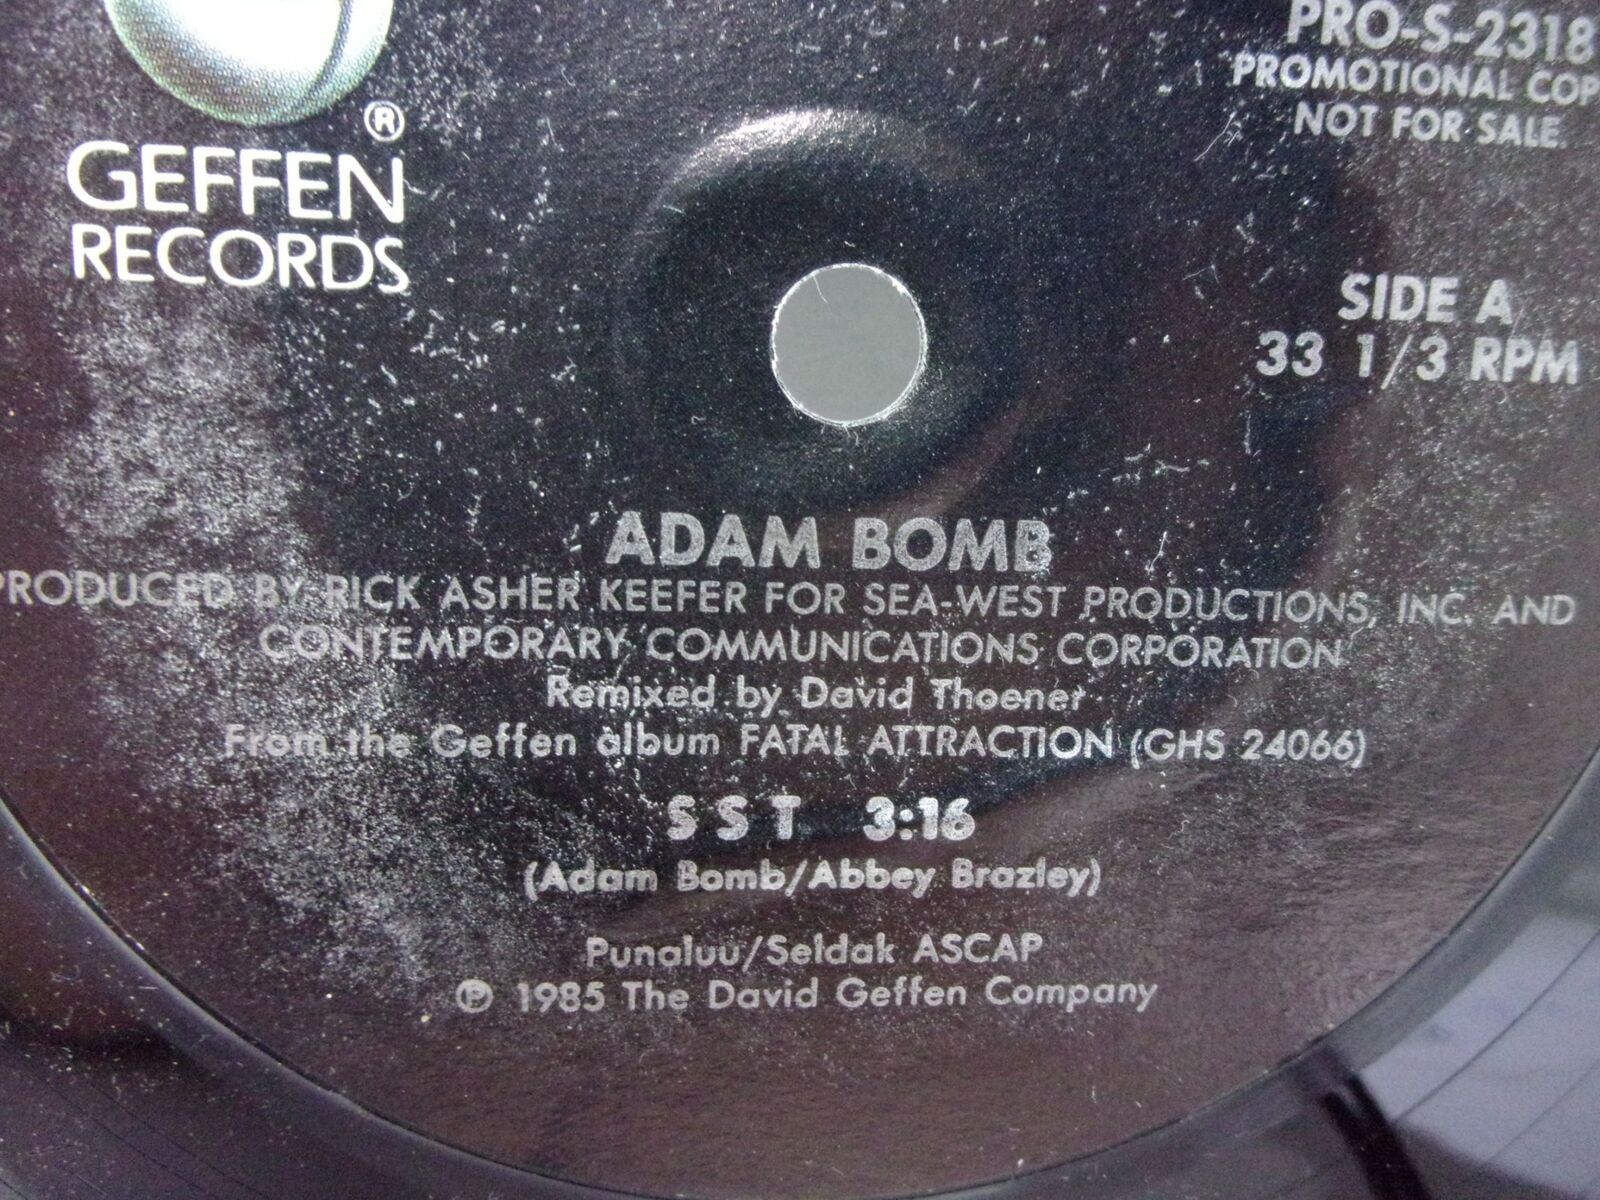 PRO-S-2318
PROMOTIONAL COP
NOT FOR SALE.
®
GEFFEN
RECORDS
SIDE A
33 1/3 RPM
ADAM BOMB
PRODUCED BY RICK ASHER KEEFER FOR SEA-WEST PRODUCTIONS, INC. AND
CONTEMPORARY COMMUNICATIONS CORPORATION
Remixed by David Thoener
From the Geffen album FATAL ATTRACTION (GHS 24066)
S S T 3:16
(Adam Bomb/Abbey Brazley)
Punaluu/Seldak ASCAP
℗ 1985 The David Geffen Company